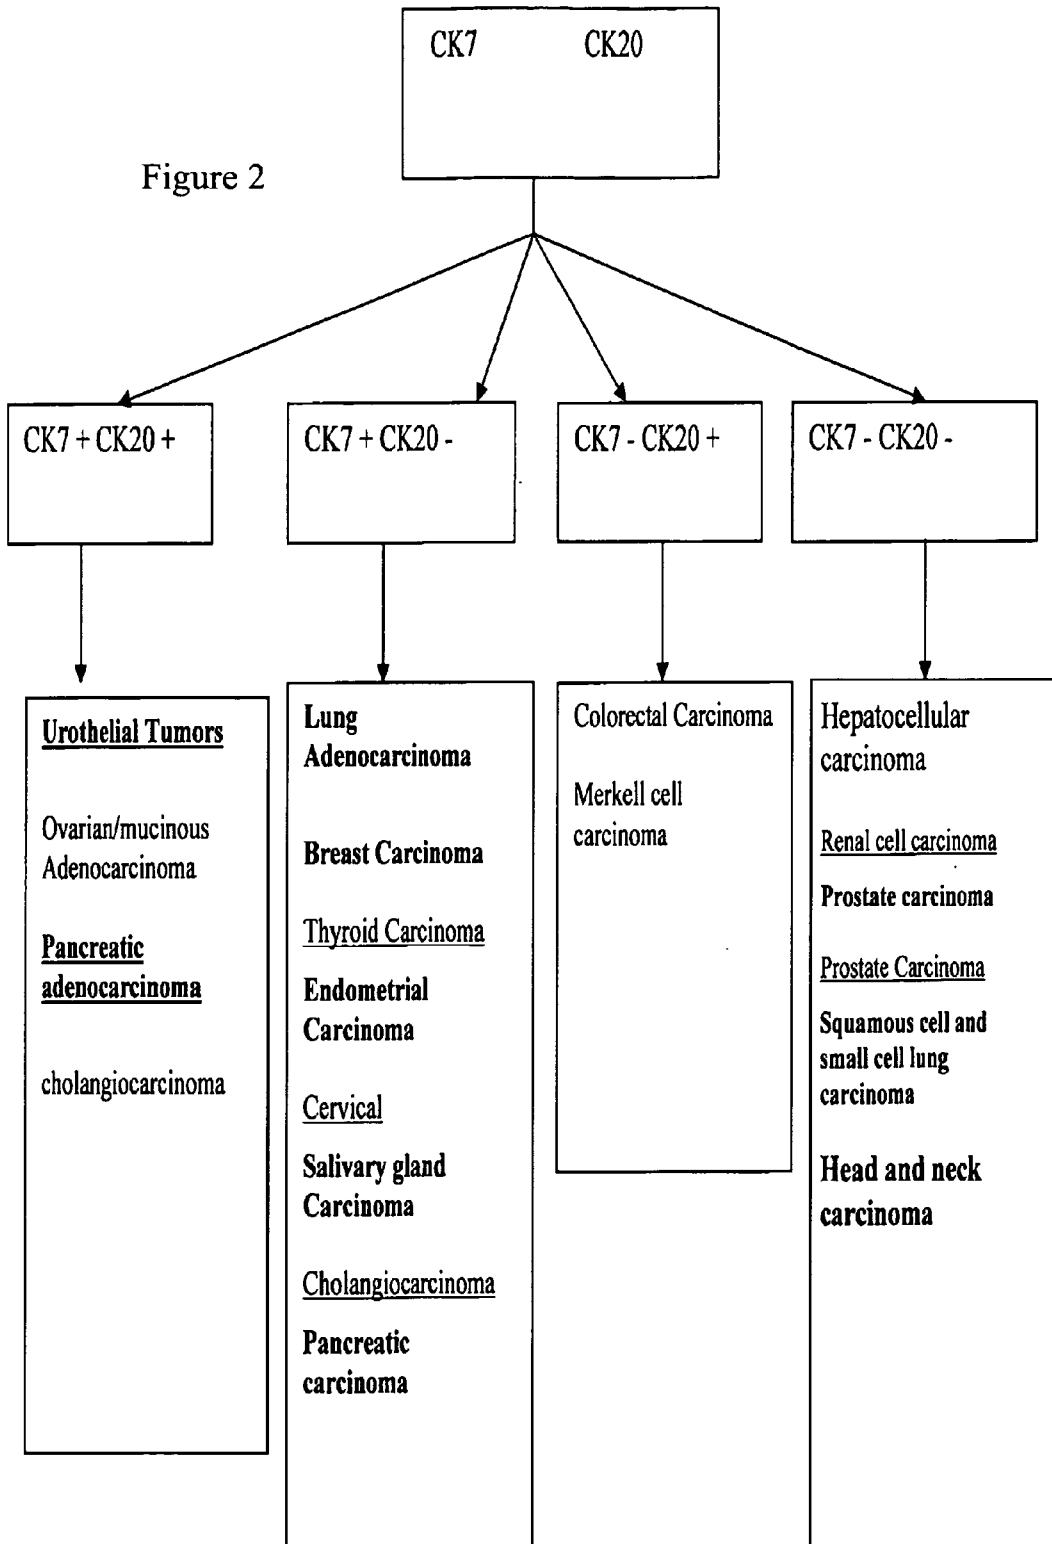 CK7 CK20
Figure 2
CK7 + CK20 +
CK7 + CK20 -
CK7 - CK20 +
CK7 - CK20 -
Urothelial Tumors
Ovarian/mucinous
Adenocarcinoma
Pancreatic
adenocarcinoma
cholangiocarcinoma
Lung
Adenocarcinoma
Breast Carcinoma
Thyroid Carcinoma
Endometrial
Carcinoma
Cervical
Salivary gland
Carcinoma
Cholangiocarcinoma
Pancreatic
carcinoma
Colorectal Carcinoma
Merkell cell
carcinoma
Hepatocellular
carcinoma
Renal cell carcinoma
Prostate carcinoma
Prostate Carcinoma
Squamous cell and
small cell lung
carcinoma
Head and neck
carcinoma